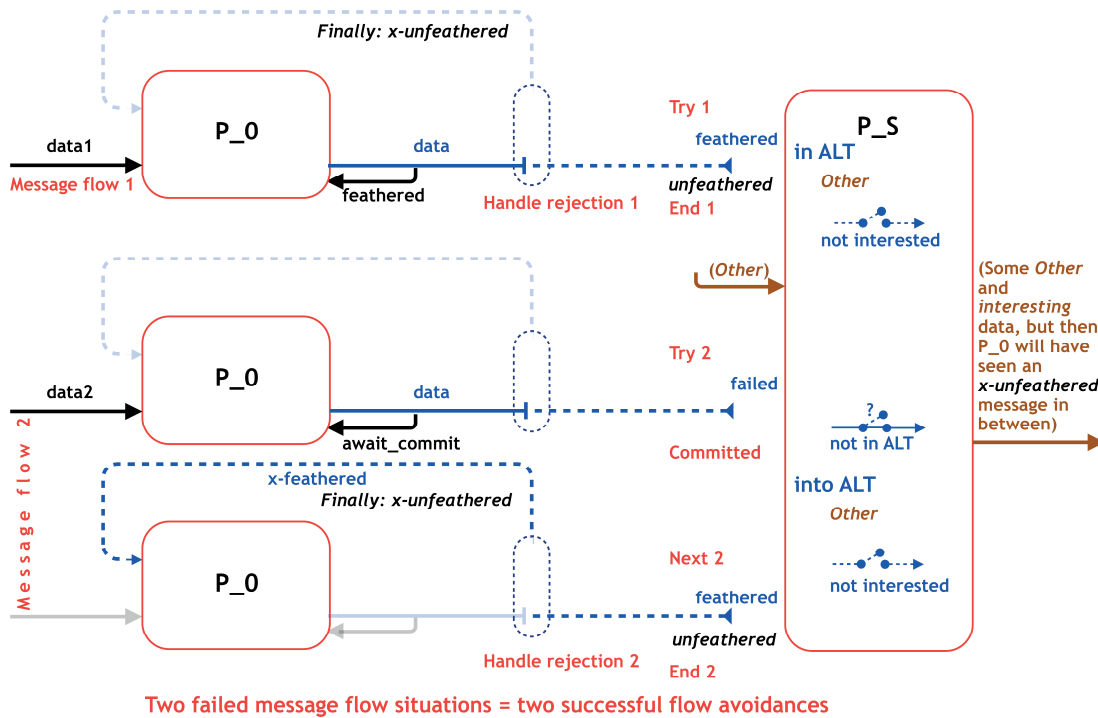 Finally: x-unfeathered
P_0
data1
Message flow 1
data
feathered
Handle rejection 1
Try 1
feathered
unfeathered
End 1
P_S
in ALT
Other
not interested
(Other)
(Some Other
and
interesting
data, but then
P_0 will have
seen an
x-unfeathered
message in
between)
P_0
data2
data
await_commit
Try 2
failed
Committed
?
not in ALT
into ALT
Other
not interested
Message flow 2
x-feathered
Finally: x-unfeathered
P_0
Next 2
feathered
unfeathered
Handle rejection 2
End 2
Two failed message flow situations = two successful flow avoidances